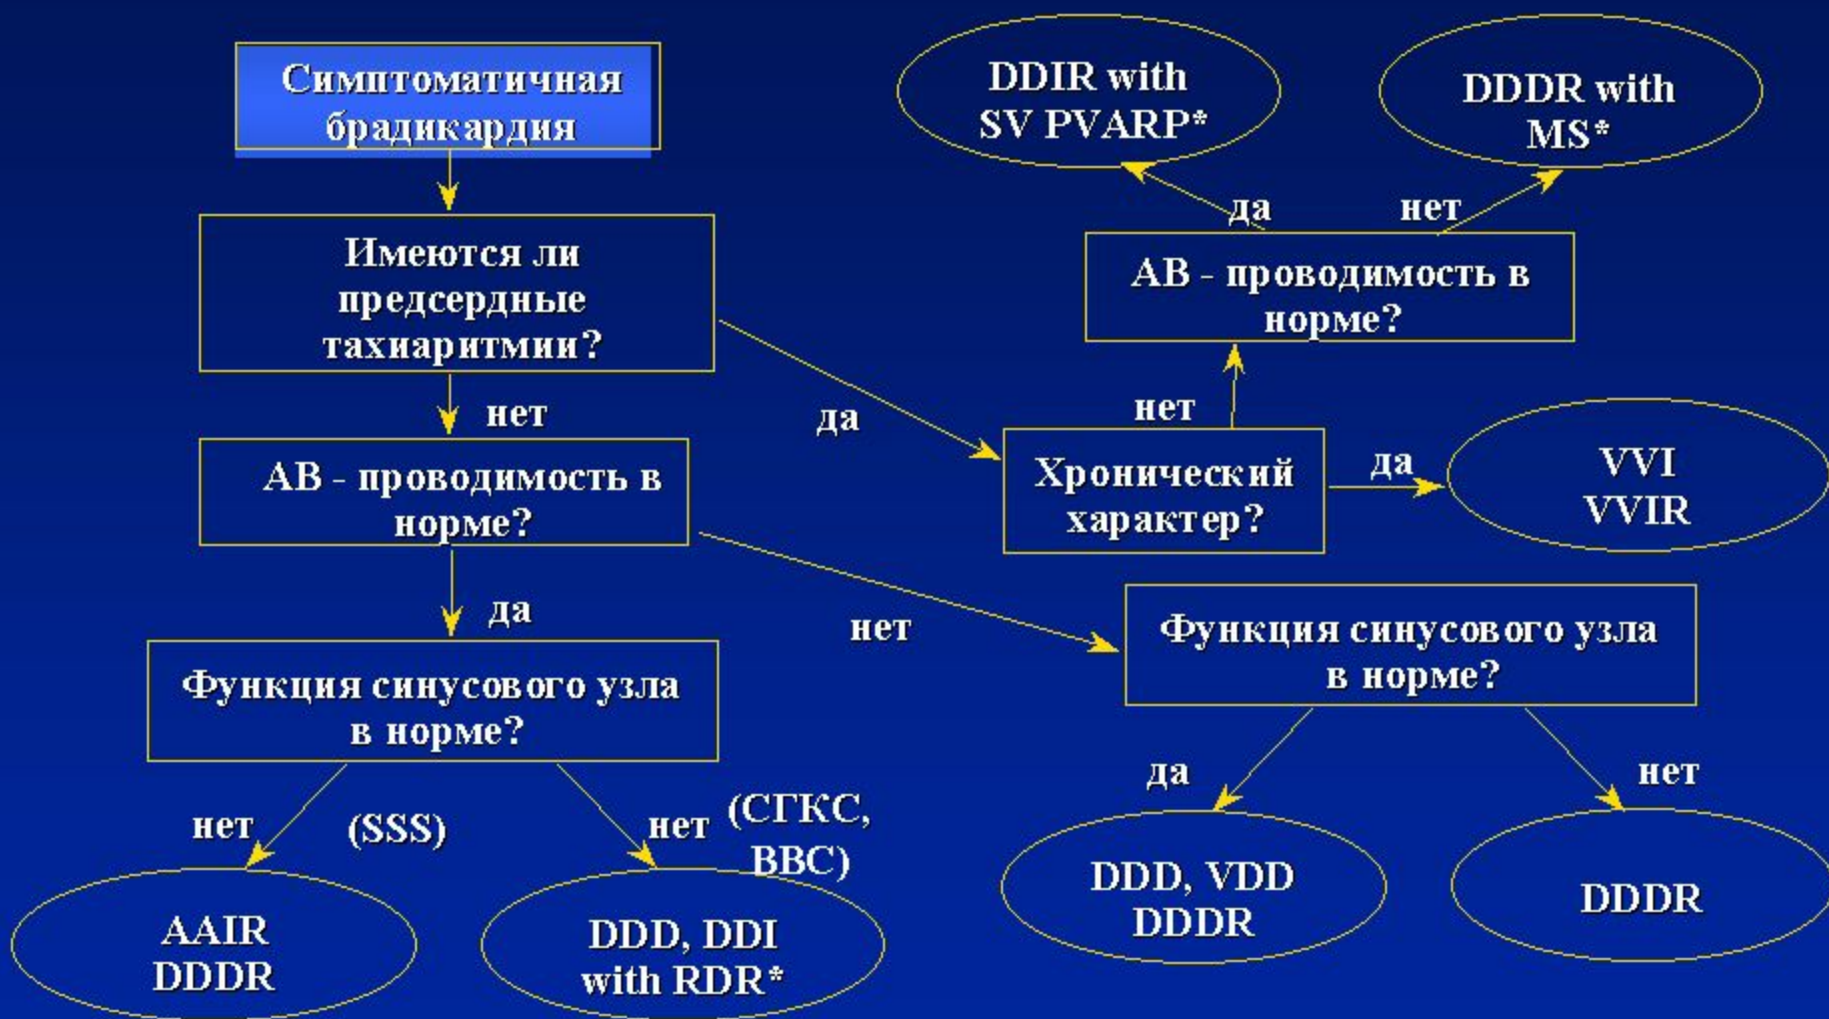 Симптоматичная
брадикардия
Имеются ли
предсердные
тахиаритмии?
нет
да
АВ - проводимость в
норме?
да
нет
Функция синусового узла
в норме?
нет
(SSS)
нет
(СГКС,
ВВС)
AAIR
DDDR
DDD, DDI
with RDR*
DDIR with
SV PVARP*
DDDR with
MS*
да
нет
АВ - проводимость в
норме?
нет
Хронический
характер?
да
VVI
VVIR
Функция синусового узла
в норме?
да
нет
DDD, VDD
DDDR
DDDR